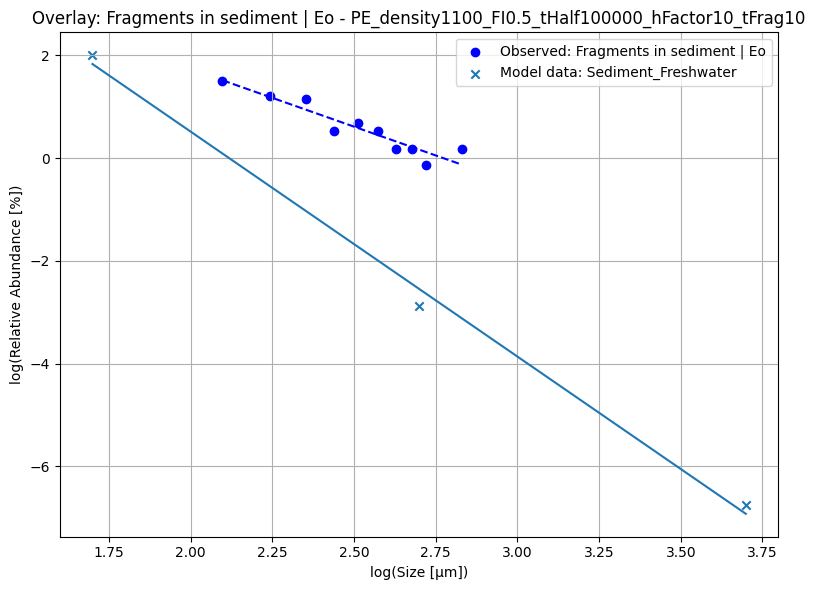 Overlay: Fragments in sediment | Eo - PE_density1100_FI0.5_tHalf100000_hFactor10_tFrag10
Observed: Fragments in sediment | Eo
Model data: Sediment_Freshwater
log(Relative Abundance [%])
2
0
−2
−4
−6
1.75
2.00
2.25
2.50
2.75
3.00
3.25
3.50
3.75
log(Size [µm])